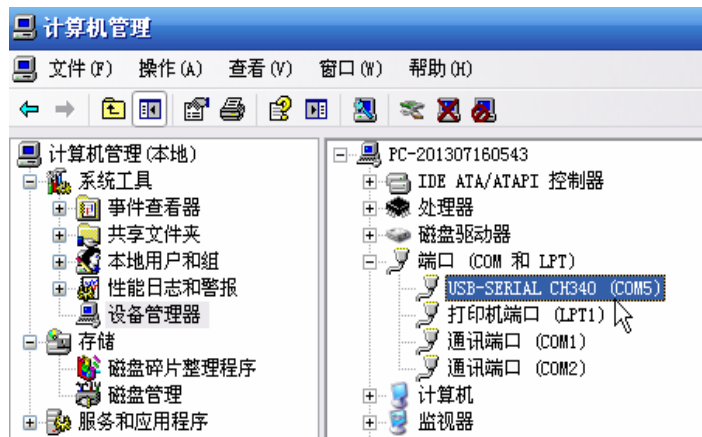 计算机管理
文件(F) 操作(A) 查看(V) 窗口(W) 帮助(H)
计算机管理(本地)
系统工具
事件查看器
共享文件夹
本地用户和组
性能日志和警报
设备管理器
存储
磁盘碎片整理程序
磁盘管理
服务和应用程序
PC-201307160543
IDE ATA/ATAPI 控制器
处理器
磁盘驱动器
端口 (COM 和 LPT)
USB-SERIAL CH340 (COM5)
打印机端口 (LPT1)
通讯端口 (COM1)
通讯端口 (COM2)
计算机
监视器